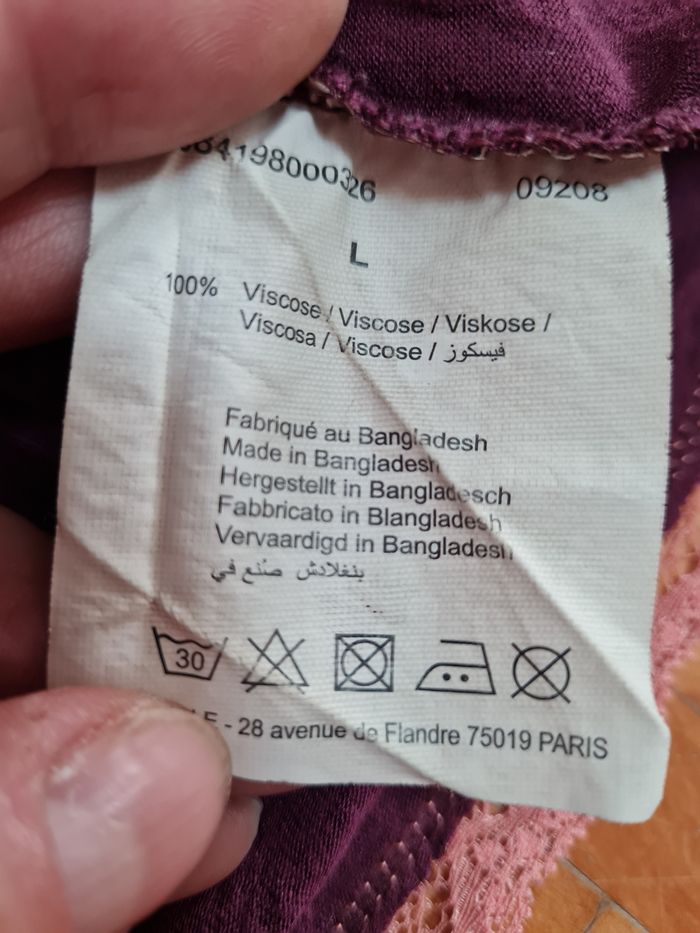 84198000326 09208
L
100% Viscose / Viscose / Viskose /
Viscosa / Viscose / فيسكوز
Fabriqué au Bangladesh
Made in Bangladesh
Hergestellt in Bangladesch
Fabbricato in Blangladesh
Vervaardigd in Bangladesh
بنغلادش صُنع في
30
- 28 avenue de Flandre 75019 PARIS